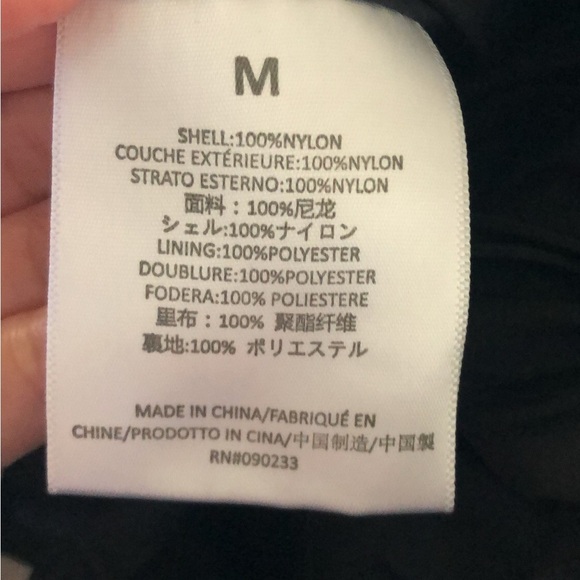 M
SHELL:100%NYLON
COUCHE EXTÉRIEURE:100%NYLON
STRATO ESTERNO:100%NYLON
面料：100%尼龙
シェル:100%ナイロン
LINING:100%POLYESTER
DOUBLURE:100%POLYESTER
FODERA:100% POLIESTERE
里布：100% 聚酯纤维
裏地:100% ポリエステル
MADE IN CHINA/FABRIQUÉ EN
CHINE/PRODOTTO IN CINA/中国制造/中国製
RN#090233